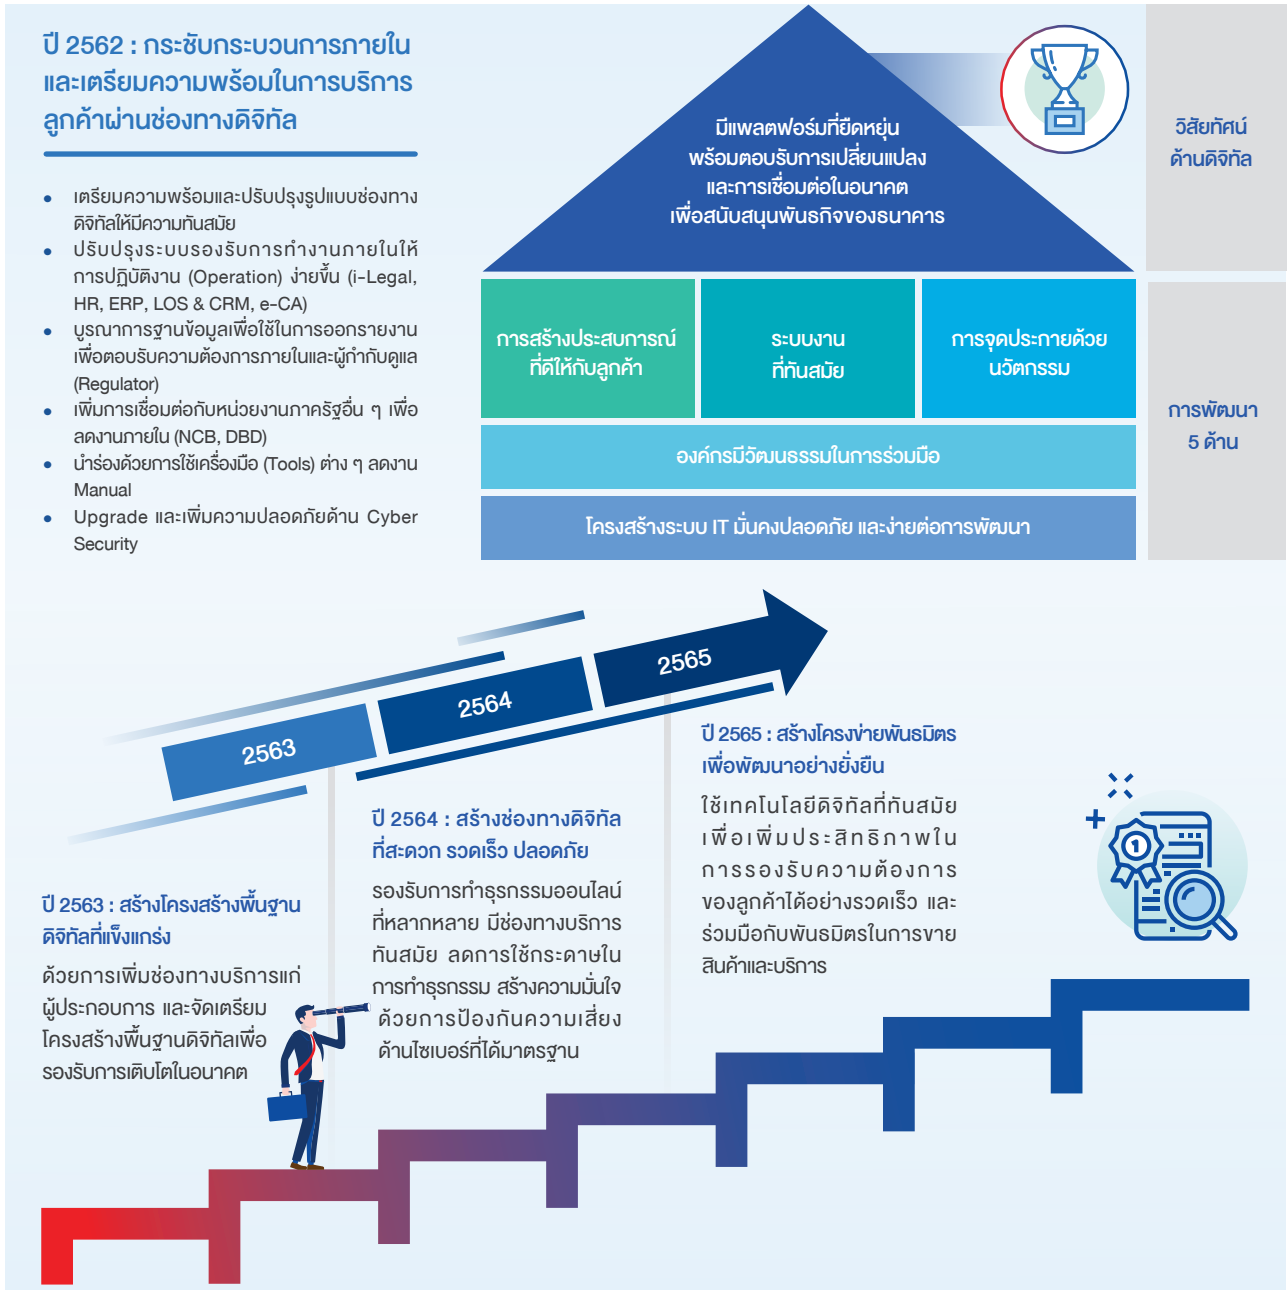 ปี 2562 : กระชับกระบวนการภายใน
และเตรียมความพร้อมในการบริการ
ลูกค้าผ่านช่องทางดิจิทัล
• เตรียมความพร้อมและปรับปรุงรูปแบบช่องทาง
ดิจิทัลให้มีความทันสมัย
• ปรับปรุงระบบรองรับการทำงานภายในให้
การปฏิบัติงาน (Operation) ง่ายขึ้น (i-Legal,
HR, ERP, LOS & CRM, e-CA)
• บูรณาการฐานข้อมูลเพื่อใช้ในการออกรายงาน
เพื่อตอบรับความต้องการภายในและผู้กำกับดูแล
(Regulator)
• เพิ่มการเชื่อมต่อกับหน่วยงานภาครัฐอื่น ๆ เพื่อ
ลดงานภายใน (NCB, DBD)
• นำร่องด้วยการใช้เครื่องมือ (Tools) ต่าง ๆ ลดงาน
Manual
• Upgrade และเพิ่มความปลอดภัยด้าน Cyber
Security
มีแพลตฟอร์มที่ยืดหยุ่น
พร้อมตอบรับการเปลี่ยนแปลง
และการเชื่อมต่อในอนาคต
เพื่อสนับสนุนพันธกิจของธนาคาร
วิสัยทัศน์
ด้านดิจิทัล
การสร้างประสบการณ์
ที่ดีให้กับลูกค้า
ระบบงาน
ที่ทันสมัย
การจุดประกายด้วย
นวัตกรรม
องค์กรมีวัฒนธรรมในการร่วมมือ
โครงสร้างระบบ IT มั่นคงปลอดภัย และง่ายต่อการพัฒนา
การพัฒนา
5 ด้าน
2563
2564
2565
ปี 2563 : สร้างโครงสร้างพื้นฐาน
ดิจิทัลที่แข็งแกร่ง
ด้วยการเพิ่มช่องทางบริการแก่
ผู้ประกอบการ และจัดเตรียม
โครงสร้างพื้นฐานดิจิทัลเพื่อ
รองรับการเติบโตในอนาคต
ปี 2564 : สร้างช่องทางดิจิทัล
ที่สะดวก รวดเร็ว ปลอดภัย
รองรับการทำธุรกรรมออนไลน์
ที่หลากหลาย มีช่องทางบริการ
ทันสมัย ลดการใช้กระดาษใน
การทำธุรกรรม สร้างความมั่นใจ
ด้วยการป้องกันความเสี่ยง
ด้านไซเบอร์ที่ได้มาตรฐาน
ปี 2565 : สร้างโครงข่ายพันธมิตร
เพื่อพัฒนาอย่างยั่งยืน
ใช้เทคโนโลยีดิจิทัลที่ทันสมัย
เพื่อเพิ่มประสิทธิภาพใน
การรองรับความต้องการ
ของลูกค้าได้อย่างรวดเร็ว และ
ร่วมมือกับพันธมิตรในการขาย
สินค้าและบริการ
1